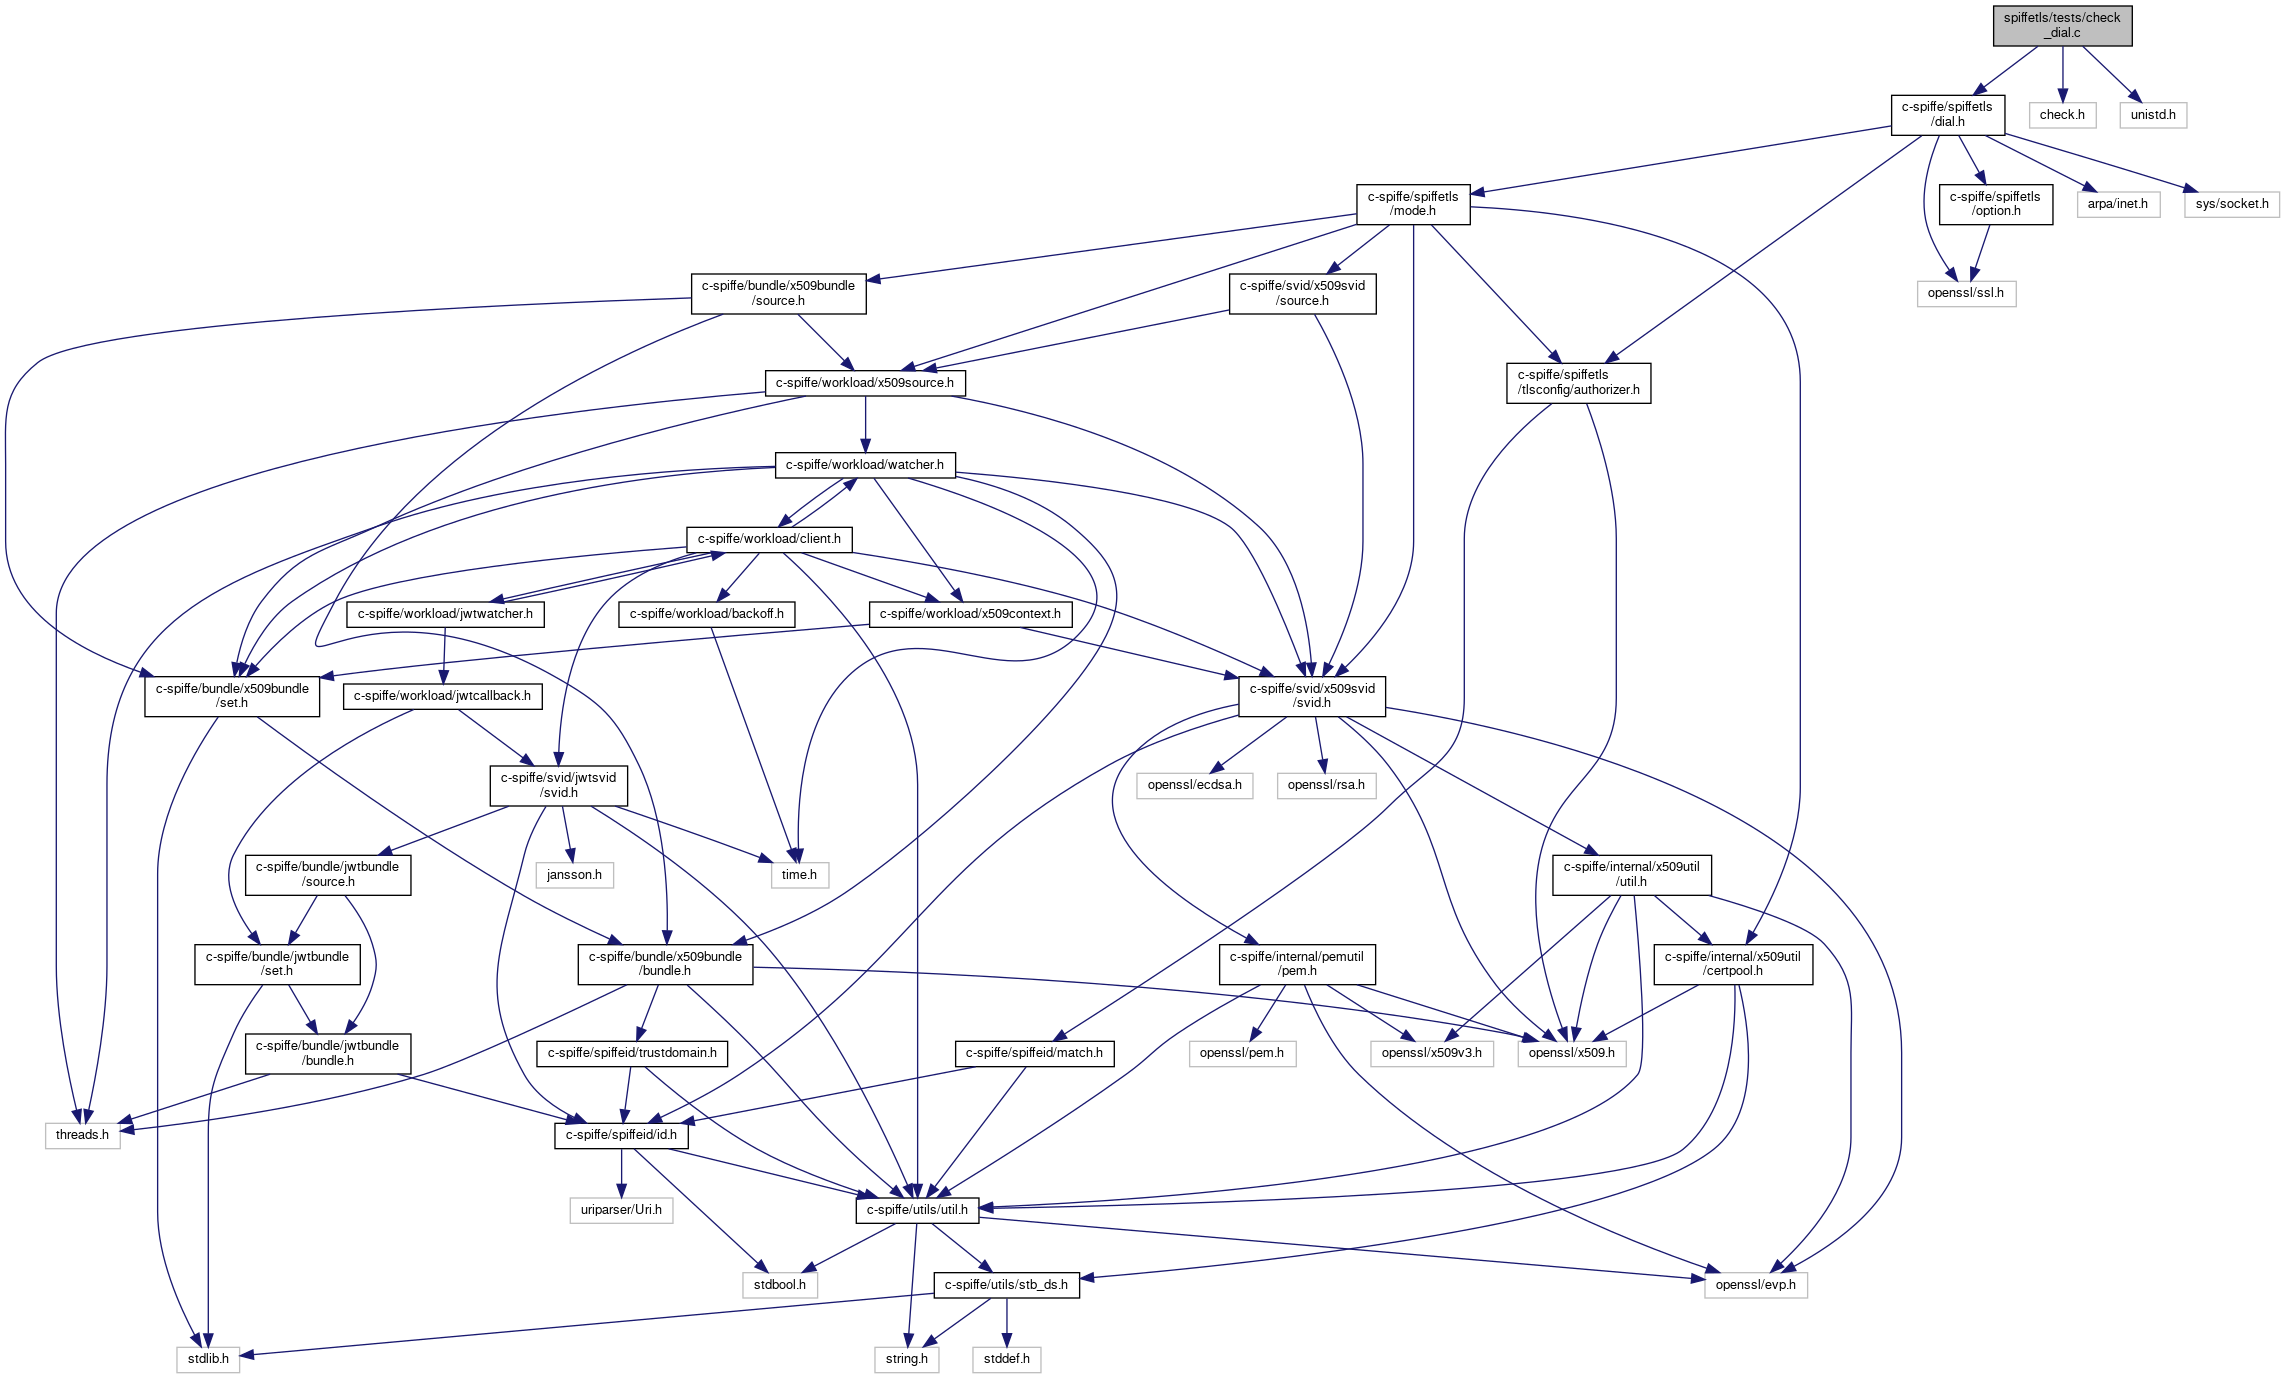 spiffetls/tests/check
_dial.c
c-spiffe/spiffetls
/dial.h
check.h
unistd.h
c-spiffe/spiffetls
/mode.h
c-spiffe/spiffetls
/option.h
arpa/inet.h
sys/socket.h
c-spiffe/bundle/x509bundle
/source.h
c-spiffe/svid/x509svid
/source.h
openssl/ssl.h
c-spiffe/workload/x509source.h
c-spiffe/spiffetls
/tlsconfig/authorizer.h
c-spiffe/workload/watcher.h
c-spiffe/workload/client.h
c-spiffe/workload/jwtwatcher.h
c-spiffe/workload/backoff.h
c-spiffe/workload/x509context.h
c-spiffe/bundle/x509bundle
/set.h
c-spiffe/workload/jwtcallback.h
c-spiffe/svid/x509svid
/svid.h
c-spiffe/svid/jwtsvid
/svid.h
openssl/ecdsa.h
openssl/rsa.h
c-spiffe/bundle/jwtbundle
/source.h
jansson.h
time.h
c-spiffe/internal/x509util
/util.h
c-spiffe/bundle/jwtbundle
/set.h
c-spiffe/bundle/x509bundle
/bundle.h
c-spiffe/internal/pemutil
/pem.h
c-spiffe/internal/x509util
/certpool.h
c-spiffe/bundle/jwtbundle
/bundle.h
c-spiffe/spiffeid/trustdomain.h
c-spiffe/spiffeid/match.h
openssl/pem.h
openssl/x509v3.h
openssl/x509.h
threads.h
c-spiffe/spiffeid/id.h
uriparser/Uri.h
c-spiffe/utils/util.h
stdbool.h
c-spiffe/utils/stb_ds.h
openssl/evp.h
stdlib.h
string.h
stddef.h